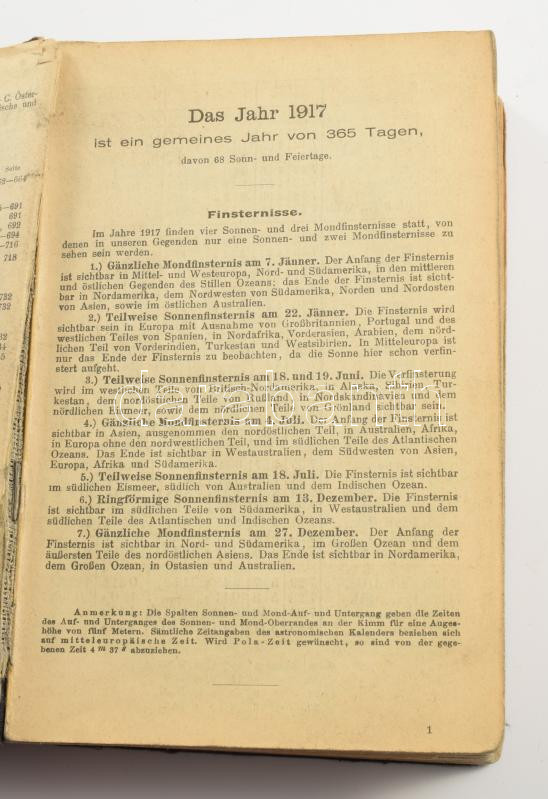 C. Öster-
ische und
Seite
—691
691
692
—704
—716
718
732
732
Das Jahr 1917
ist ein gemeines Jahr von 365 Tagen,
davon 68 Sonn- und Feiertage.
Finsternisse.
Im Jahre 1917 finden vier Sonnen- und drei Mondfinsternisse statt, von
denen in unseren Gegenden nur eine Sonnen- und zwei Mondfinsternisse zu
sehen sein werden.
1.) Gänzliche Mondfinsternis am 7. Jänner. Der Anfang der Finsternis
ist sichtbar in Mittel- und Westeuropa, Nord- und Südamerika, in den mittleren
und östlichen Gegenden des Stillen Ozeans; das Ende der Finsternis ist sicht-
bar in Nordamerika, dem Nordwesten von Südamerika, Norden und Nordosten
von Asien, sowie im östlichen Australien.
2.) Teilweise Sonnenfinsternis am 22. Jänner. Die Finsternis wird
sichtbar sein in Europa mit Ausnahme von Großbritannien, Portugal und des
westlichen Teiles von Spanien, in Nordafrika, Vorderasien, Arabien, dem nörd-
lichen Teil von Vorderindien, Turkestan und Westsibirien. In Mitteleuropa ist
nur das Ende der Finsternis zu beobachten, da die Sonne hier schon verfin-
stert aufgeht.
3.) Teilweise Sonnenfinsternis am 18. und 19. Juni. Die Verfinsterung
wird im westlichen Teile von Britisch-Nordamerika, in Alaska, Sibirien, Tur-
kestan, dem nordöstlichen Teile von Rußland, in Nordskandinavien und dem
nördlichen Eismeer, sowie dem nördlichen Teile von Grönland sichtbar sein.
4.) Gänzliche Mondfinsternis am 4. Juli. Der Anfang der Finsternis ist
sichtbar in Asien, ausgenommen den nordöstlichen Teil, in Australien, Afrika,
in Europa ohne den nordwestlichen Teil, und im südlichen Teile des Atlantischen
Ozeans. Das Ende ist sichtbar in Westaustralien, dem Südwesten von Asien,
Europa, Afrika und Südamerika.
5.) Teilweise Sonnenfinsternis am 18. Juli. Die Finsternis ist sichtbar
im südlichen Eismeer, südlich von Australien und dem Indischen Ozean.
6.) Ringförmige Sonnenfinsternis am 13. Dezember. Die Finsternis
ist sichtbar im südlichen Teile von Südamerika, in Westaustralien und dem
südlichen Teile des Atlantischen und Indischen Ozeans.
7.) Gänzliche Mondfinsternis am 27. Dezember. Der Anfang der
Finsternis ist sichtbar in Nord- und Südamerika, im Großen Ozean und dem
äußersten Teile des nordöstlichen Asiens. Das Ende ist sichtbar in Nordamerika,
dem Großen Ozean, in Ostasien und Australien.
Anmerkung: Die Spalten Sonnen- und Mond-Auf- und Untergang geben die Zeiten
des Auf- und Unterganges des Sonnen- und Mond-Oberrandes an der Kimm für eine Auges-
höhe von fünf Metern. Sämtliche Zeitangaben des astronomischen Kalenders beziehen sich
auf mitteleuropäische Zeit. Wird Pola-Zeit gewünscht, so sind von der gege-
benen Zeit 4 m 37 s abzuziehen.
1